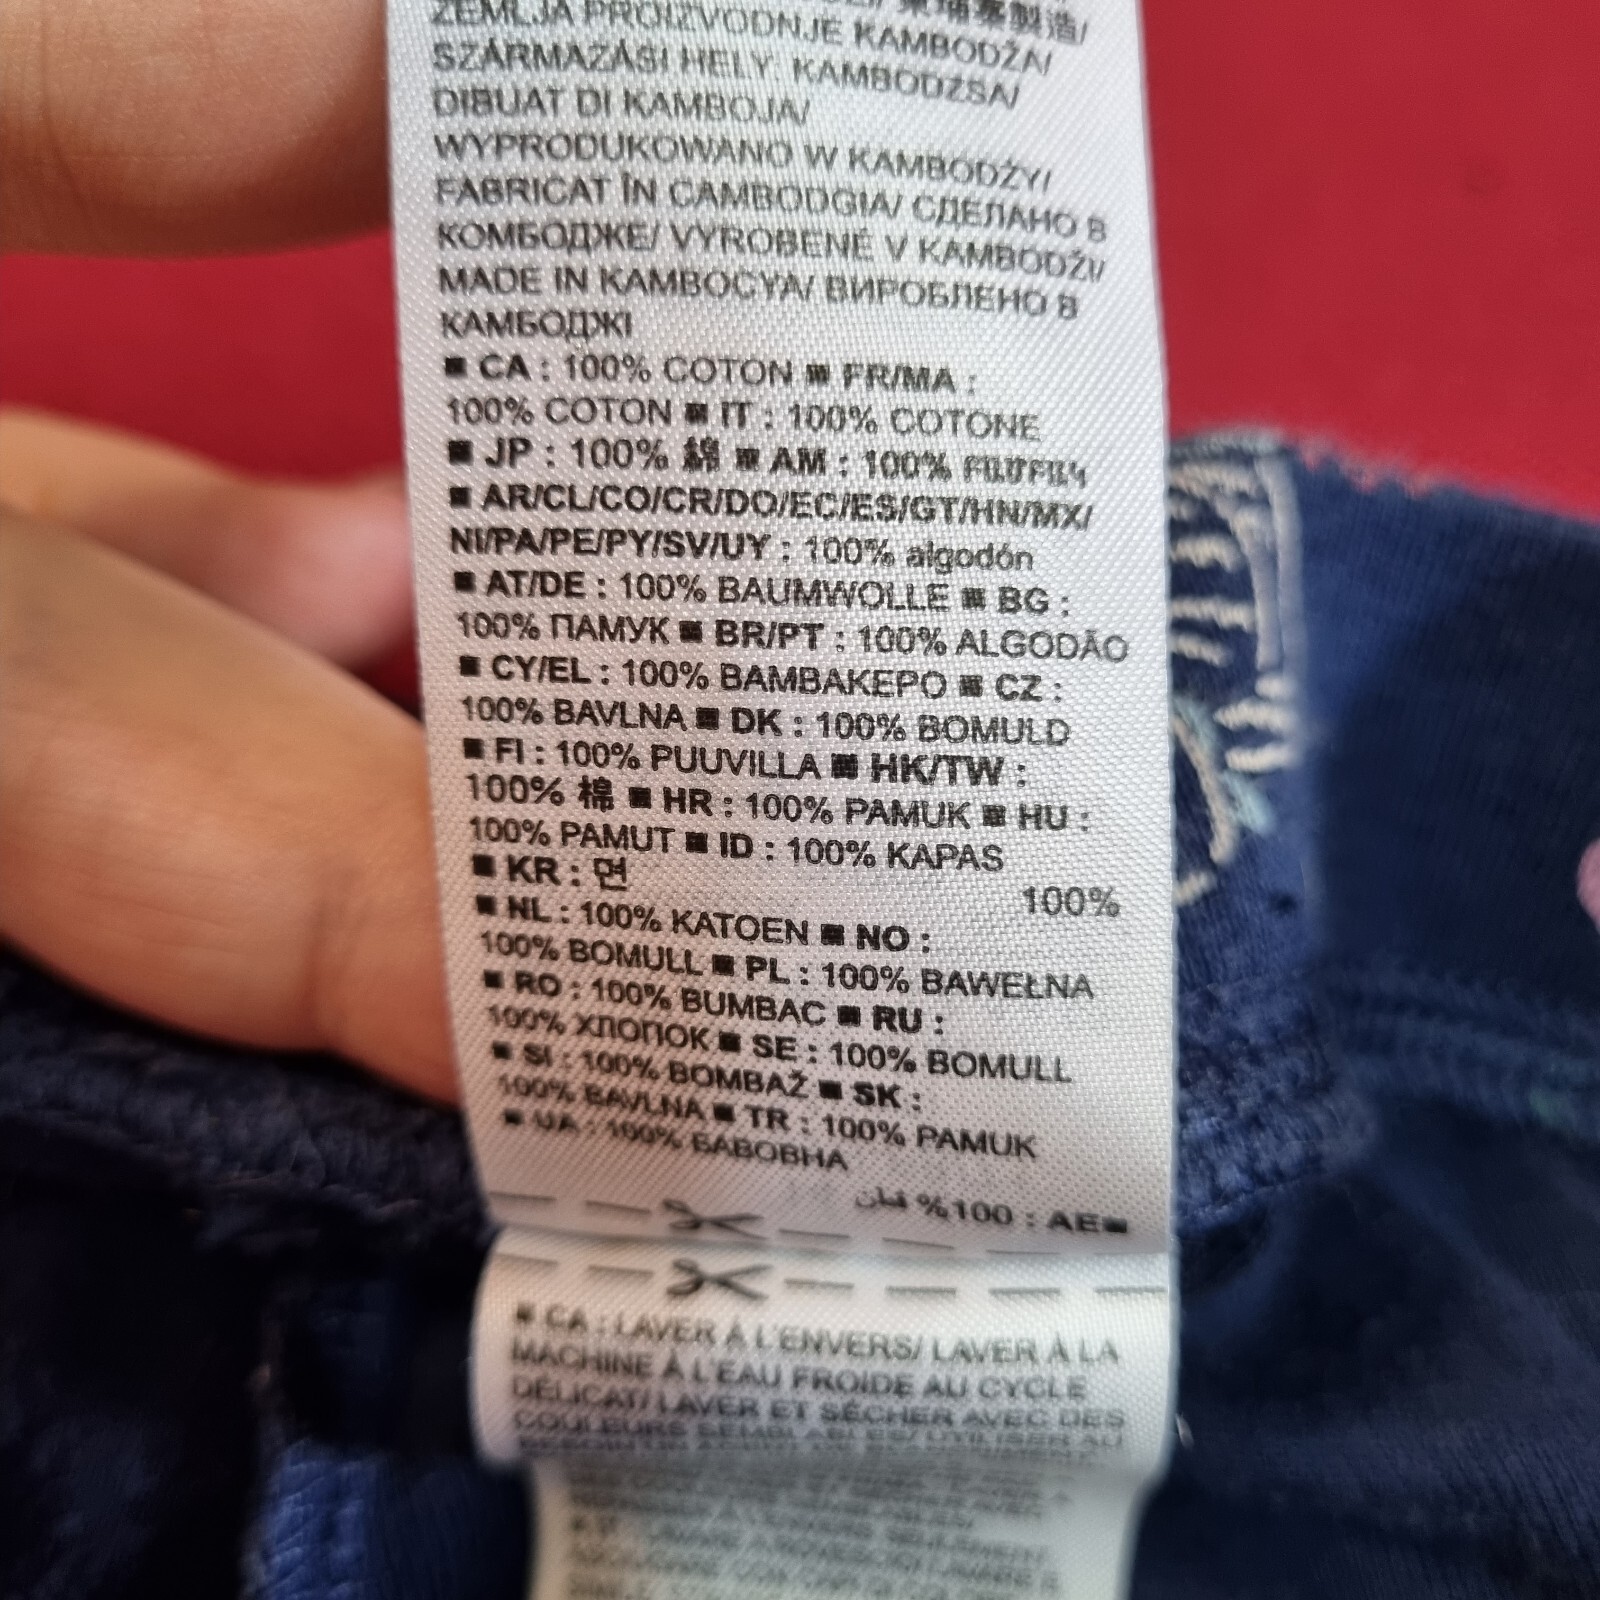 ZEMLJA PROIZVODNJE KAMBODŽA/
SZÁRMAZÁSI HELY: KAMBODZSA/
DIBUAT DI KAMBOJA/
WYPRODUKOWANO W KAMBODŻY/
FABRICAT ÎN CAMBODGIA/ СДЕЛАНО В
КОМБОДЖЕ/ VYROBENÉ V KAMBODŽI/
MADE IN KAMBOCYA/ ВИРОБЛЕНО В
КАМБОДЖІ
■ CA : 100% COTON ■ FR/MA :
100% COTON ■ IT : 100% COTONE
■ JP : 100% 綿 ■ AM : 100%
■ AR/CL/CO/CR/DO/EC/ES/GT/HN/MX/
NI/PA/PE/PY/SV/UY : 100% algodón
■ AT/DE : 100% BAUMWOLLE ■ BG :
100% ПАМУК ■ BR/PT : 100% ALGODÃO
■ CY/EL : 100% ΒΑΜΒΑΚΕΡΟ ■ CZ :
100% BAVLNA ■ DK : 100% BOMULD
■ FI : 100% PUUVILLA ■ HK/TW :
100% 棉 ■ HR : 100% PAMUK ■ HU :
100% PAMUT ■ ID : 100% KAPAS
■ KR : 면
100%
■ NL : 100% KATOEN ■ NO :
100% BOMULL ■ PL : 100% BAWEŁNA
■ RO : 100% BUMBAC ■ RU :
100% ХЛОПОК ■ SE : 100% BOMULL
■ SI : 100% BOMBAŽ ■ SK :
100% BAVLNA ■ TR : 100% PAMUK
■ UA : 100% БАВОВНА
■AE : 100% قطن
■ CA : LAVER À L'ENVERS/ LAVER À LA
MACHINE À L'EAU FROIDE AU CYCLE
DÉLICAT/ LAVER ET SÉCHER AVEC DES
COULEURS SEMBLABLES/ UTILISER AU